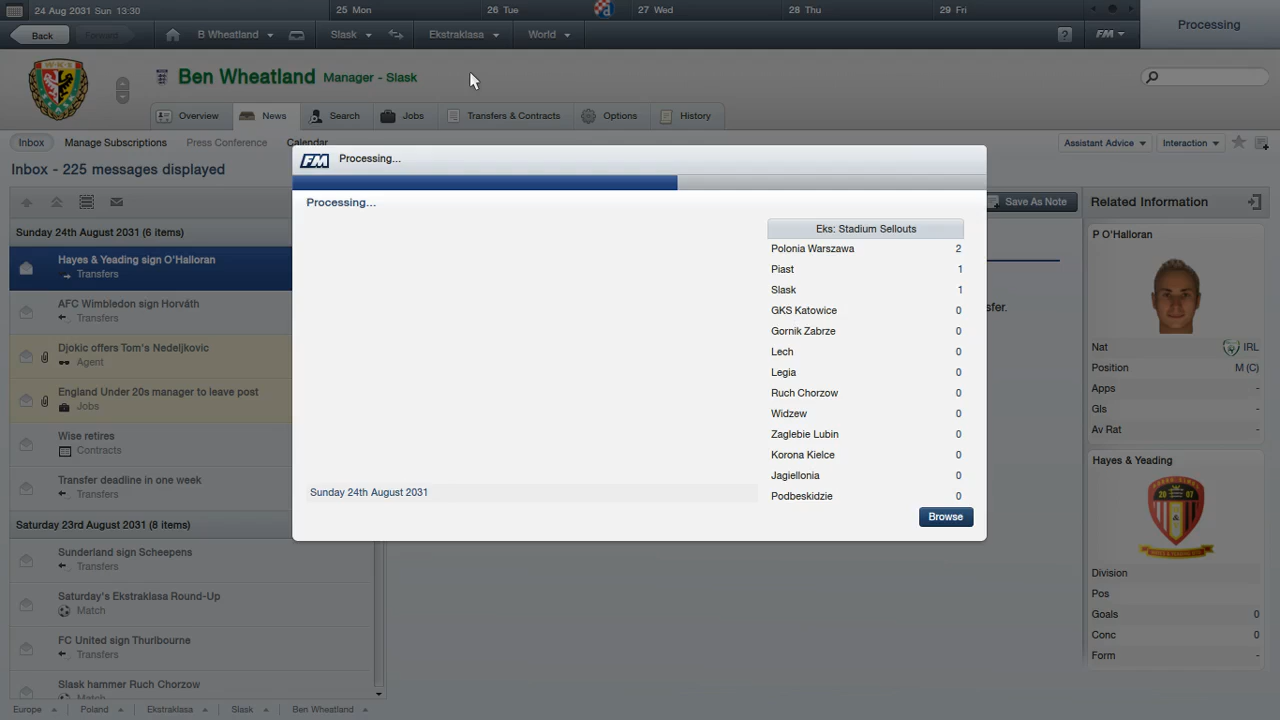 24 Aug 2031 Sun 13:30
25 Mon
26 Tue
27 Wed
28 Thu
29 Fri
Processing
Back
Forward
B Wheatland
Slask
Ekstraklasa
World
?
FM
W·K·S
Ben Wheatland
Manager - Slask
Overview
News
Search
Jobs
Transfers & Contracts
Options
History
Inbox
Manage Subscriptions
Press Conference
Calendar
Assistant Advice
Interaction
Inbox - 225 messages displayed
Save As Note
Related Information
Sunday 24th August 2031 (6 items)
Hayes & Yeading sign O'Halloran
Transfers
AFC Wimbledon sign Horváth
Transfers
Djokic offers Tom's Nedeljkovic
Agent
England Under 20s manager to leave post
Jobs
Wise retires
Contracts
Transfer deadline in one week
Transfers
Saturday 23rd August 2031 (8 items)
Sunderland sign Scheepens
Transfers
Saturday's Ekstraklasa Round-Up
Match
FC United sign Thurlbourne
Transfers
Slask hammer Ruch Chorzow
Match
FM Processing...
Processing...
Eks: Stadium Sellouts
Polonia Warszawa 2
Piast 1
Slask 1
GKS Katowice 0
Gornik Zabrze 0
Lech 0
Legia 0
Ruch Chorzow 0
Widzew 0
Zaglebie Lubin 0
Korona Kielce 0
Jagiellonia 0
Podbeskidzie 0
Sunday 24th August 2031
Browse
sfer.
P O'Halloran
Nat IRL
Position M (C)
Apps -
Gls -
Av Rat -
Hayes & Yeading
20 07
HAYES & YEADING
Division
Pos
Goals 0
Conc 0
Form -
Europe
Poland
Ekstraklasa
Slask
Ben Wheatland